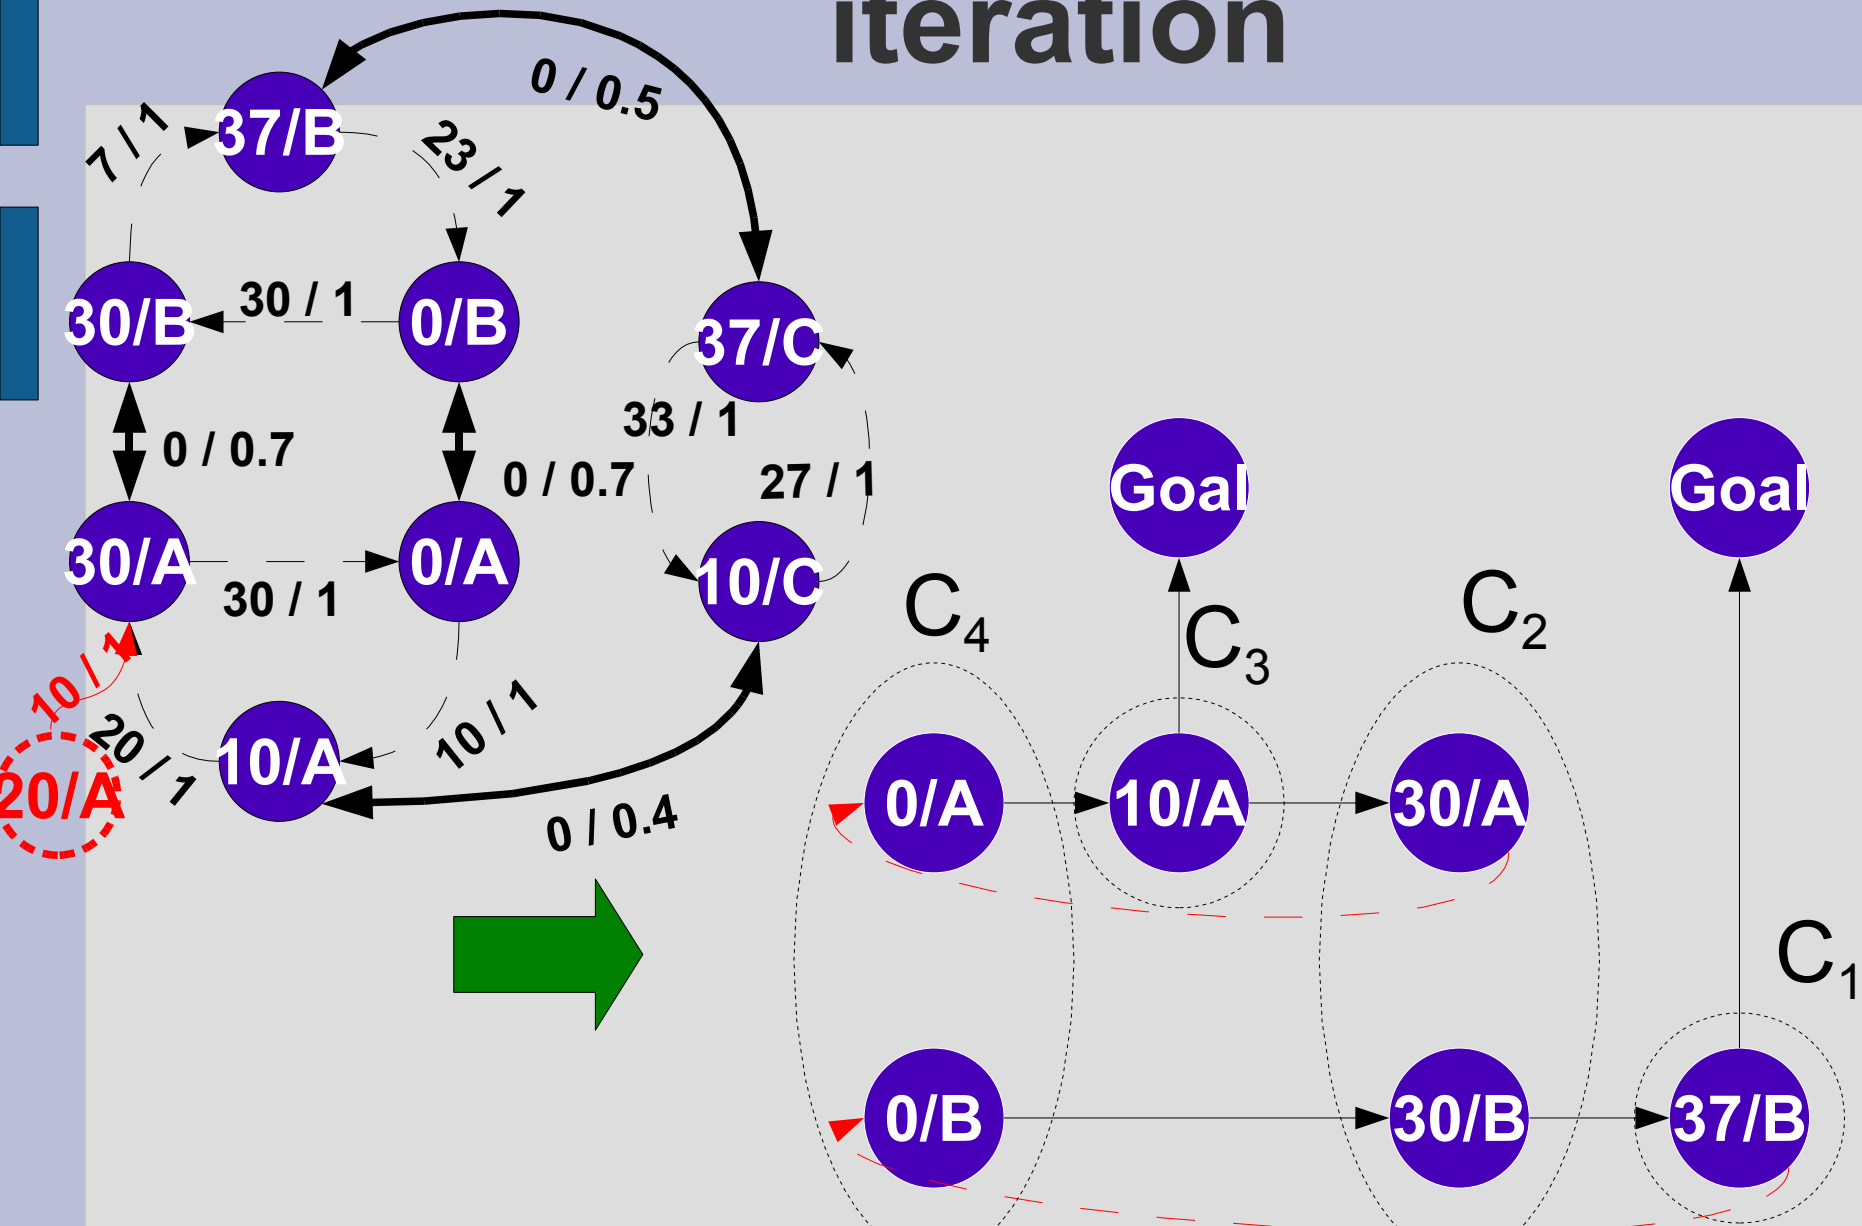 iteration
0 / 0.5
7 / 1
37/B
23 / 1
30/B
30 / 1
0/B
37/C
0 / 0.7
33 / 1
0 / 0.7
27 / 1
Goal
Goal
30/A
30 / 1
0/A
10/C
C4
C3
C2
10 / 1
20/A
20 / 1
10/A
10 / 1
0 / 0.4
0/A
10/A
30/A
C1
0/B
30/B
37/B